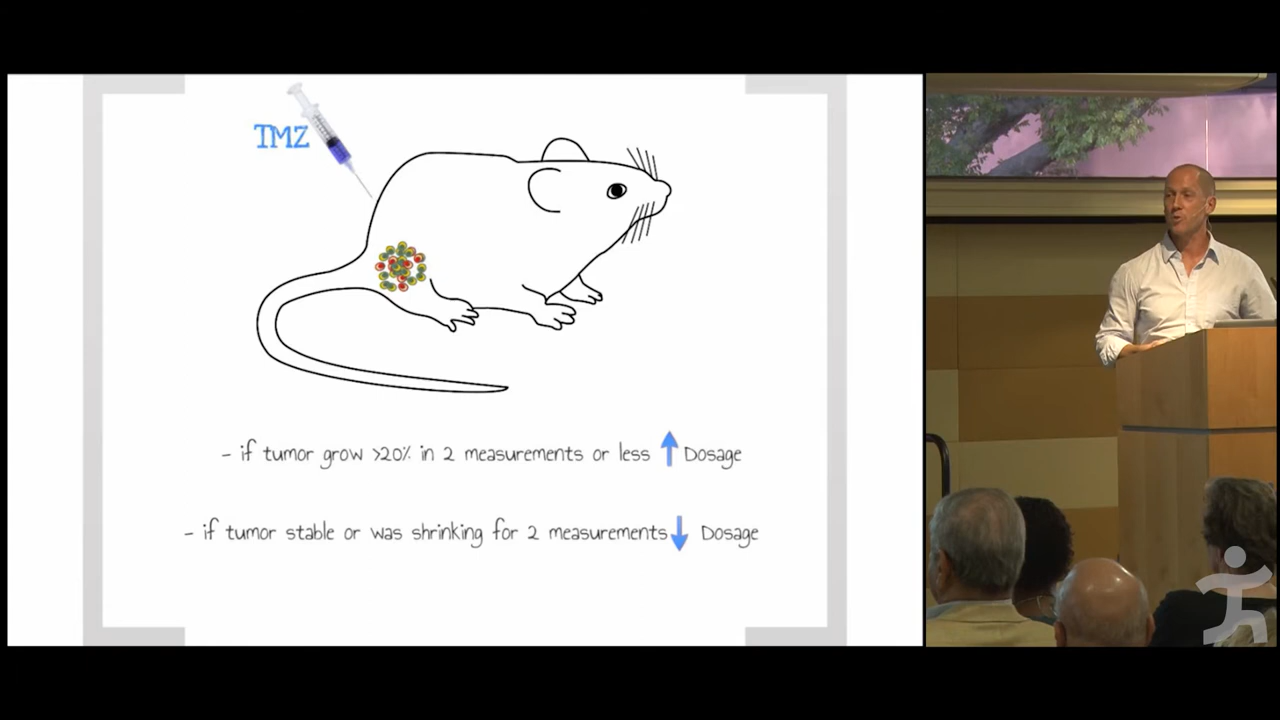 TMZ
- if tumor grow >20% in 2 measurements or less ↑ Dosage
- if tumor stable or was shrinking for 2 measurements ↓ Dosage